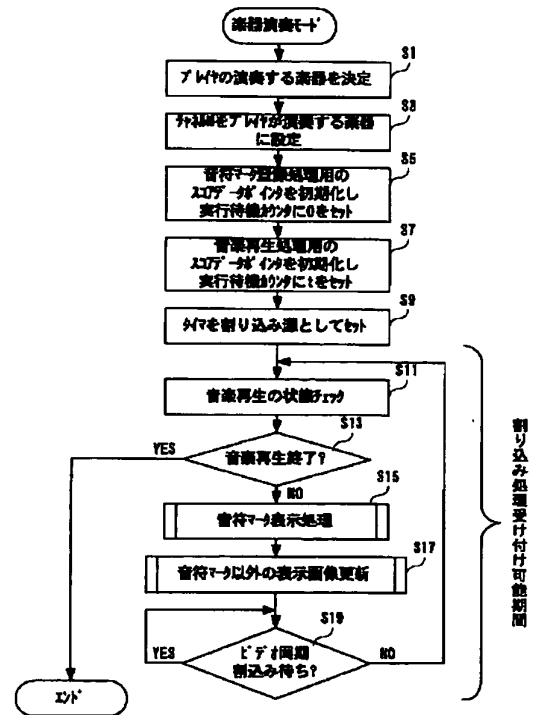 楽器演奏モード
S1
プレイヤの演奏する楽器を決定
S3
チャネル0をプレイヤが演奏する楽器
に設定
S5
音符マーク登録処理用の
スコアデータポインタを初期化し
実行待機カウンタに0をセット
S7
音楽再生処理用の
スコアデータポインタを初期化し
実行待機カウンタにtをセット
S9
タイマを割り込み源としてセット
S11
音楽再生の状態チェック
S13
音楽再生終了?
YES
NO
S15
音符マーク表示処理
S17
音符マーク以外の表示画像更新
S19
ビデオ同期
割込み待ち?
YES
NO
エンド
割り込み処理受け付け可能期間